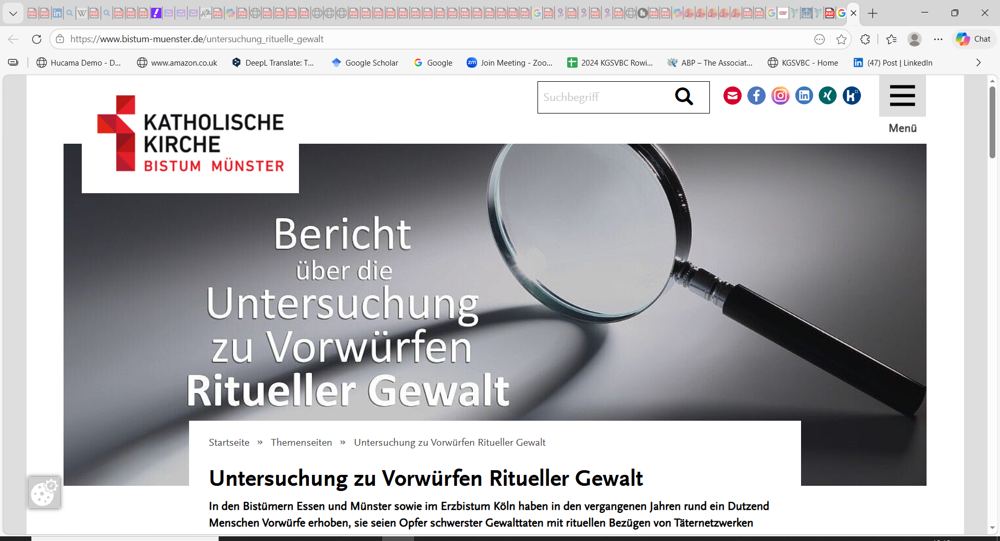 Chat
https://www.bistum-muenster.de/untersuchung_rituelle_gewalt
Hucama Demo - D...
www.amazon.co.uk
DeepL Translate: T...
Google Scholar
Google
zm
Join Meeting - Zoo...
2024 KGSVBC Rowi...
ABP – The Associat...
KGSVBC - Home
(47) Post | LinkedIn
KATHOLISCHE
KIRCHE
BISTUM MÜNSTER
Suchbegriff
Menü
Bericht
über die
Untersuchung
zu Vorwürfen
Ritueller Gewalt
Startseite » Themenseiten » Untersuchung zu Vorwürfen Ritueller Gewalt
Untersuchung zu Vorwürfen Ritueller Gewalt
In den Bistümern Essen und Münster sowie im Erzbistum Köln haben in den vergangenen Jahren rund ein Dutzend
Menschen Vorwürfe erhoben, sie seien Opfer schwerster Gewalttaten mit rituellen Bezügen von Täternetzwerken